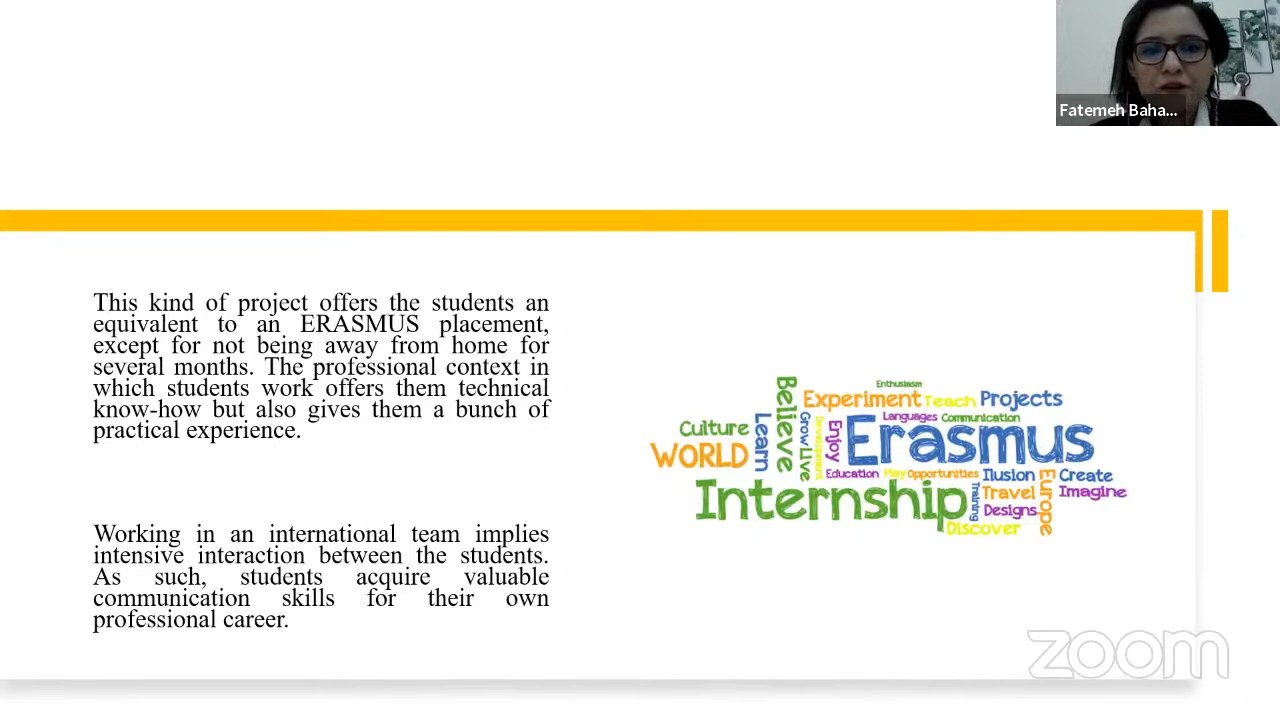 Fatemeh Baha...
This kind of project offers the students an
equivalent to an ERASMUS placement,
except for not being away from home for
several months. The professional context in
which students work offers them technical
know-how but also gives them a bunch of
practical experience.
Working in an international team implies
intensive interaction between the students.
As such, students acquire valuable
communication skills for their own
professional career.
Enthusiasm
Believe
Experiment Teach Projects
Culture
Learn
Grow
Live
Development
Enjoy
Languages Communication
Erasmus
WORLD
Education
Play
Opportunities
Ilusion
Europe
Create
Internship
Training
Travel
Imagine
Designs
Discover
zoom